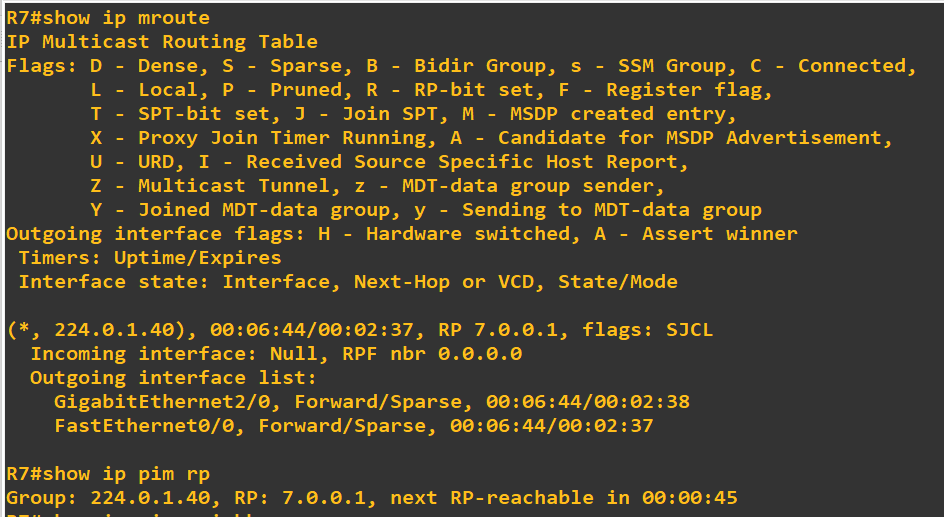 R7#show ip mroute
IP Multicast Routing Table
Flags: D - Dense, S - Sparse, B - Bidir Group, s - SSM Group, C - Connected,
       L - Local, P - Pruned, R - RP-bit set, F - Register flag,
       T - SPT-bit set, J - Join SPT, M - MSDP created entry,
       X - Proxy Join Timer Running, A - Candidate for MSDP Advertisement,
       U - URD, I - Received Source Specific Host Report,
       Z - Multicast Tunnel, z - MDT-data group sender,
       Y - Joined MDT-data group, y - Sending to MDT-data group
Outgoing interface flags: H - Hardware switched, A - Assert winner
 Timers: Uptime/Expires
 Interface state: Interface, Next-Hop or VCD, State/Mode

(*, 224.0.1.40), 00:06:44/00:02:37, RP 7.0.0.1, flags: SJCL
  Incoming interface: Null, RPF nbr 0.0.0.0
  Outgoing interface list:
    GigabitEthernet2/0, Forward/Sparse, 00:06:44/00:02:38
    FastEthernet0/0, Forward/Sparse, 00:06:44/00:02:37

R7#show ip pim rp
Group: 224.0.1.40, RP: 7.0.0.1, next RP-reachable in 00:00:45